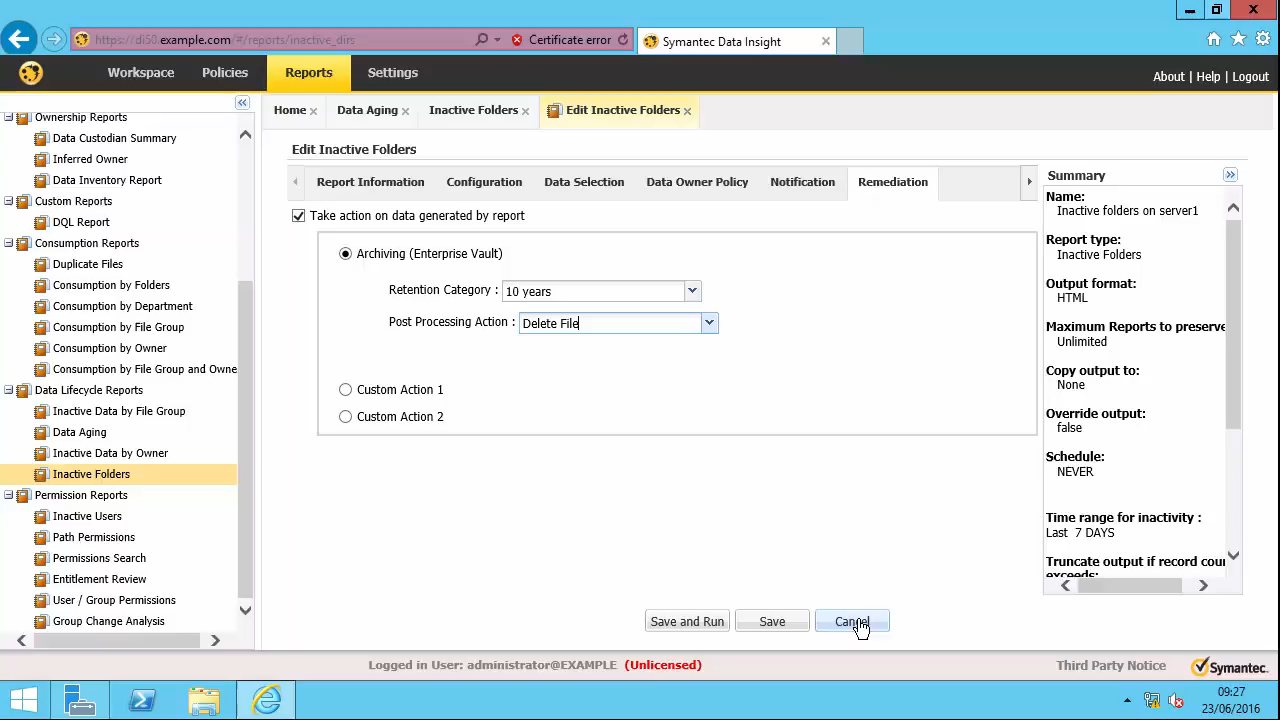 https://di50.example.com/#/reports/inactive_dirs
Certificate error
Symantec Data Insight
Workspace
Policies
Reports
Settings
About | Help | Logout
Ownership Reports
Data Custodian Summary
Inferred Owner
Data Inventory Report
Custom Reports
DQL Report
Consumption Reports
Duplicate Files
Consumption by Folders
Consumption by Department
Consumption by File Group
Consumption by Owner
Consumption by File Group and Owne
Data Lifecycle Reports
Inactive Data by File Group
Data Aging
Inactive Data by Owner
Inactive Folders
Permission Reports
Inactive Users
Path Permissions
Permissions Search
Entitlement Review
User / Group Permissions
Group Change Analysis
Home
Data Aging
Inactive Folders
Edit Inactive Folders
Edit Inactive Folders
Report Information
Configuration
Data Selection
Data Owner Policy
Notification
Remediation
Take action on data generated by report
Archiving (Enterprise Vault)
Retention Category : 10 years
Post Processing Action : Delete File
Custom Action 1
Custom Action 2
Save and Run
Save
Cancel
Summary
Name:
Inactive folders on server1
Report type:
Inactive Folders
Output format:
HTML
Maximum Reports to preserve
Unlimited
Copy output to:
None
Override output:
false
Schedule:
NEVER
Time range for inactivity :
Last 7 DAYS
Truncate output if record cou
exceeds:
Logged in User: administrator@EXAMPLE (Unlicensed)
Third Party Notice
Symantec.
09:27
23/06/2016